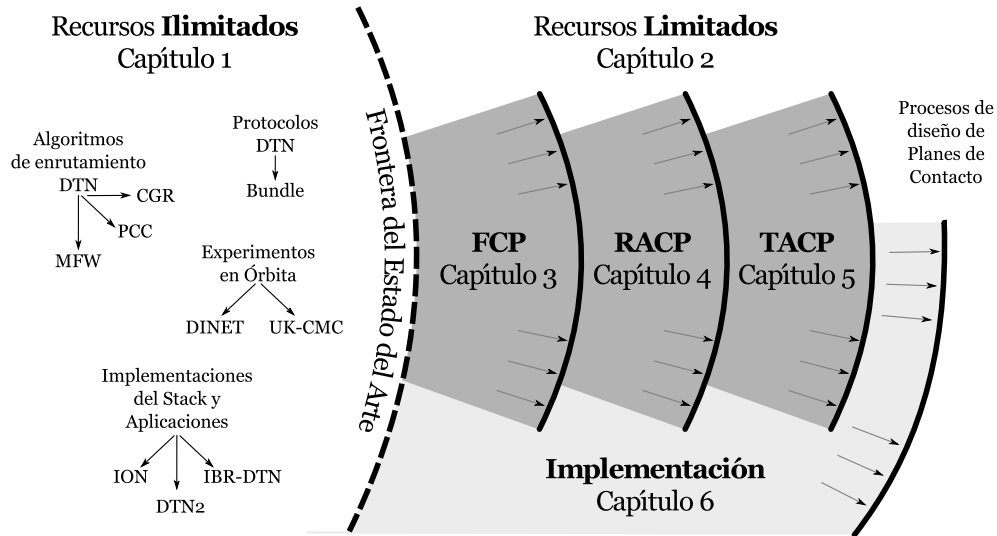 Recursos Ilimitados
Capítulo 1
Algoritmos
de enrutamiento
DTN
CGR
PCC
MFW
Protocolos
DTN
Bundle
Experimentos
en Órbita
DINET
UK-CMC
Implementaciones
del Stack y
Aplicaciones
ION
IBR-DTN
DTN2
Frontera del Estado del Arte
Recursos Limitados
Capítulo 2
FCP
Capítulo 3
RACP
Capítulo 4
TACP
Capítulo 5
Procesos de
diseño de
Planes de
Contacto
Implementación
Capítulo 6